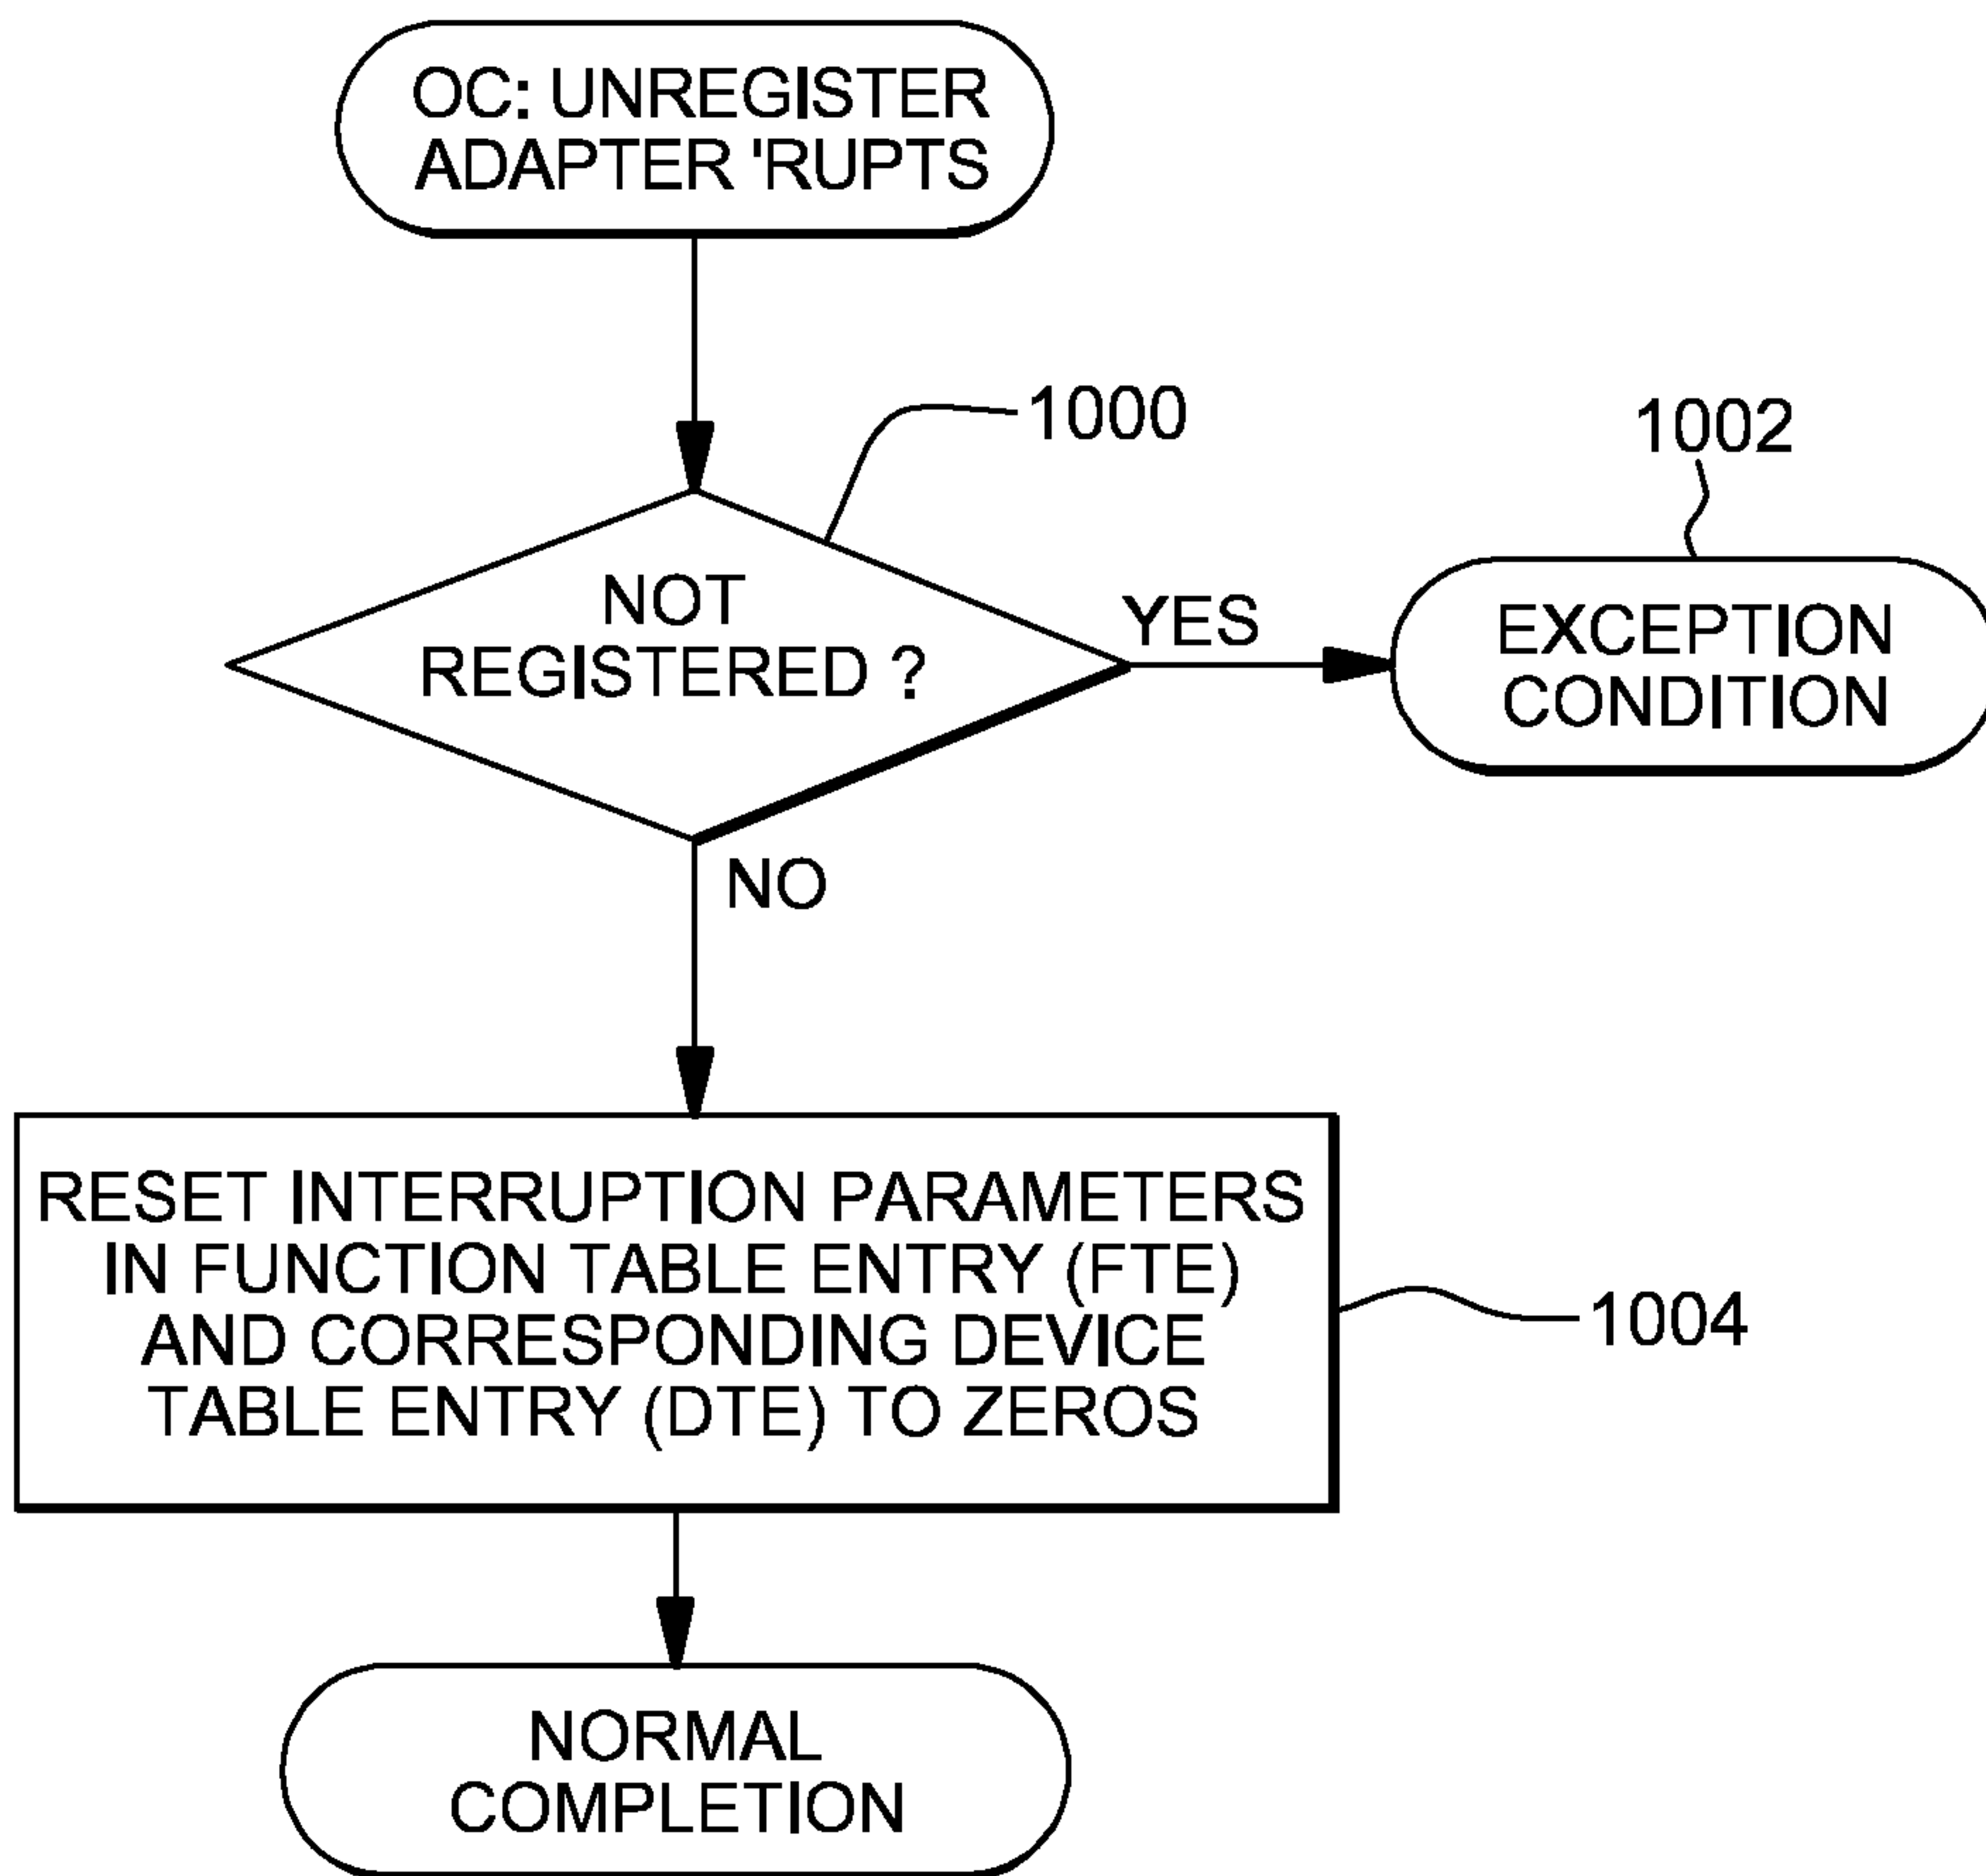 OC: UNREGISTER
ADAPTER 'RUPTS
1000
1002
NOT
REGISTERED ?
YES
EXCEPTION
CONDITION
NO
RESET INTERRUPTION PARAMETERS
IN FUNCTION TABLE ENTRY (FTE)
AND CORRESPONDING DEVICE
TABLE ENTRY (DTE) TO ZEROS
1004
NORMAL
COMPLETION